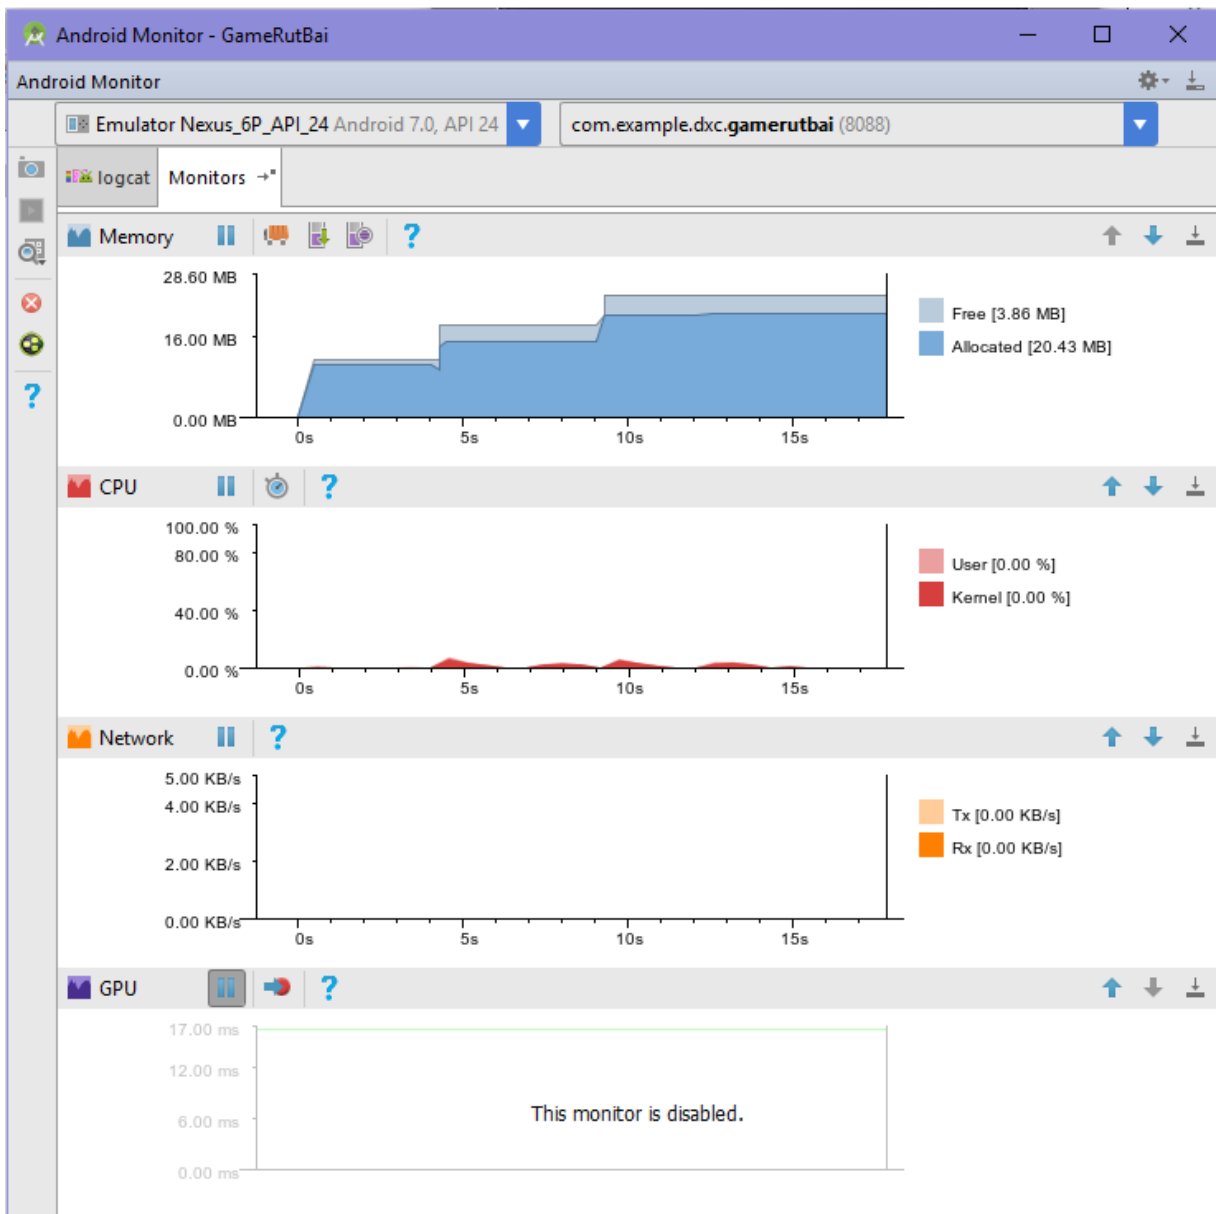 Android Monitor - GameRutBai
Android Monitor
Emulator Nexus_6P_API_24 Android 7.0, API 24
com.example.dxc.gamerutbai (8088)
logcat
Monitors
Memory
?
28.60 MB
16.00 MB
0.00 MB
0s 5s 10s 15s
Free [3.86 MB]
Allocated [20.43 MB]
?
CPU
?
100.00 %
80.00 %
40.00 %
0.00 %
0s 5s 10s 15s
User [0.00 %]
Kernel [0.00 %]
Network
?
5.00 KB/s
4.00 KB/s
2.00 KB/s
0.00 KB/s
0s 5s 10s 15s
Tx [0.00 KB/s]
Rx [0.00 KB/s]
GPU
?
17.00 ms
12.00 ms
6.00 ms
0.00 ms
This monitor is disabled.